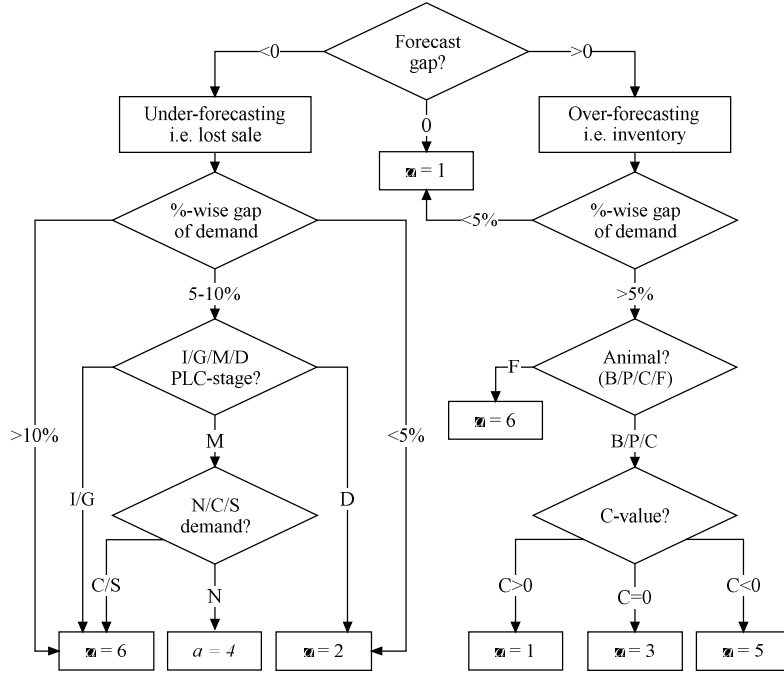 Forecast
gap?
<0
>0
0
Under-forecasting
i.e. lost sale
Over-forecasting
i.e. inventory
a = 1
%-wise gap
of demand
<5%
%-wise gap
of demand
5-10%
>5%
I/G/M/D
PLC-stage?
Animal?
(B/P/C/F)
F
a = 6
>10%
M
<5%
B/P/C
I/G
N/C/S
demand?
D
C-value?
C/S
N
C>0
C=0
C<0
a = 6
a = 4
a = 2
a = 1
a = 3
a = 5